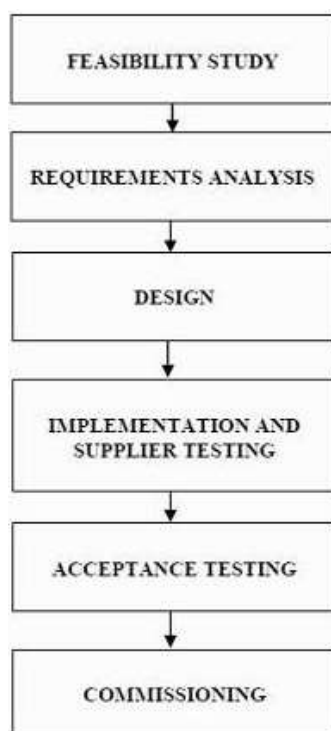 FEASIBILITY STUDY
REQUIREMENTS ANALYSIS
DESIGN
IMPLEMENTATION AND
SUPPLIER TESTING
ACCEPTANCE TESTING
COMMISSIONING